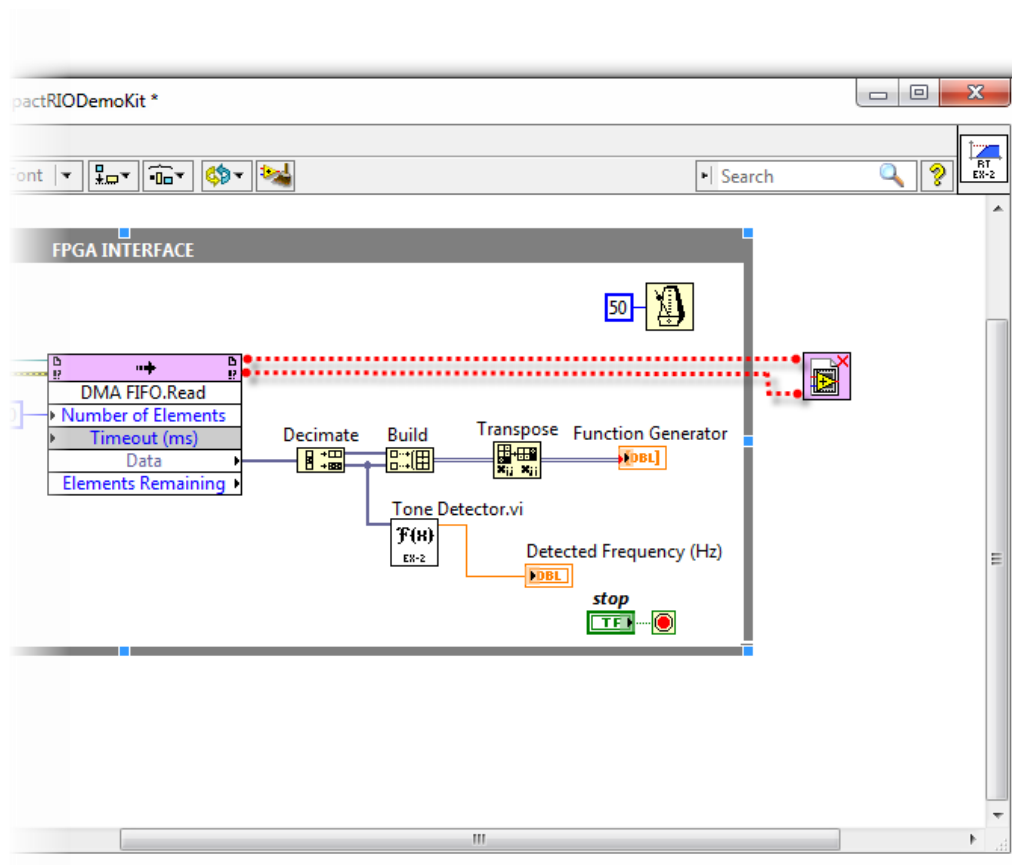 pactRIODemoKit *
Font
Search
RT
EX-2
FPGA INTERFACE
50
DMA FIFO.Read
Number of Elements
Timeout (ms)
Data
Elements Remaining
Decimate
Build
Transpose
Function Generator
DBL]
Tone Detector.vi
F(x)
EX-2
Detected Frequency (Hz)
DBL
stop
TF